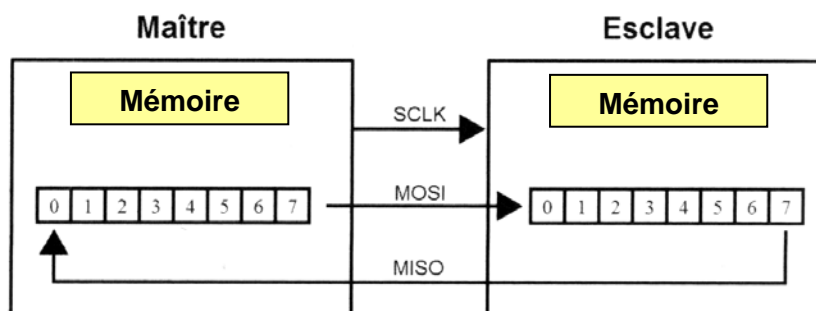 Maître
Esclave
Mémoire
Mémoire
SCLK
0 1 2 3 4 5 6 7
MOSI
0 1 2 3 4 5 6 7
MISO